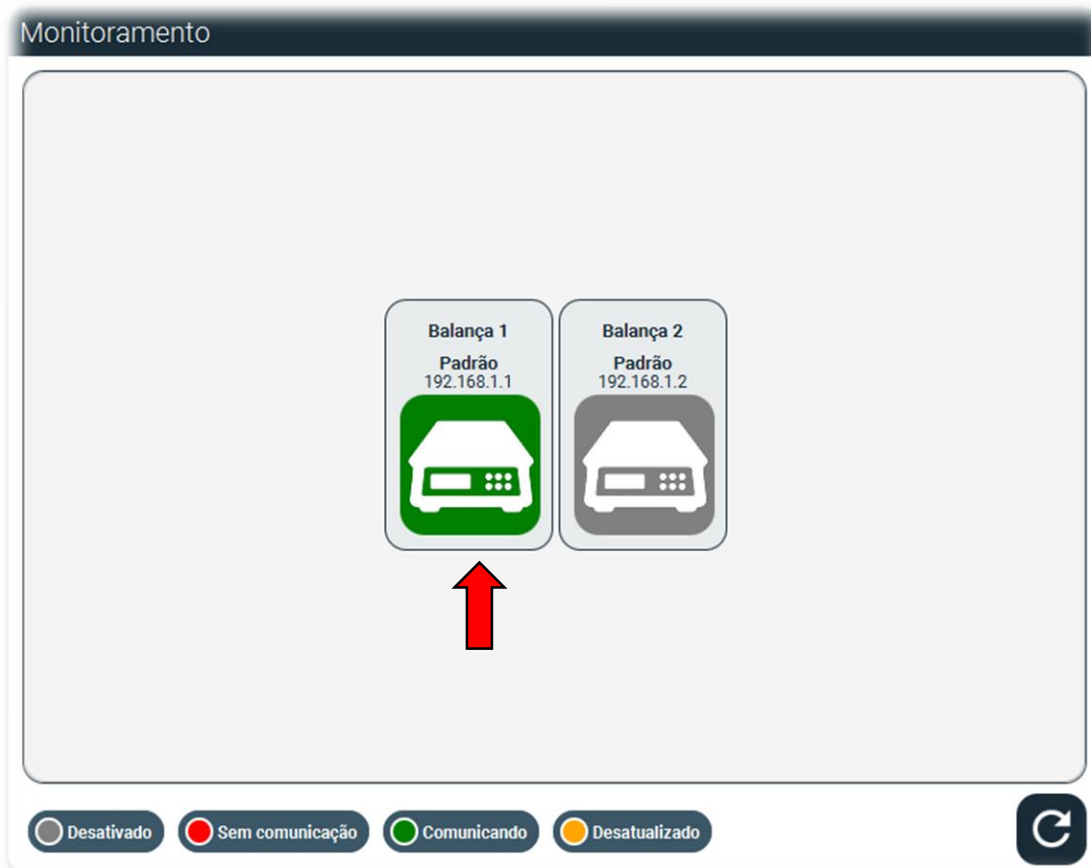 Monitoramento
Balança 1
Padrão
192.168.1.1
Balança 2
Padrão
192.168.1.2
Desativado
Sem comunicação
Comunicando
Desatualizado